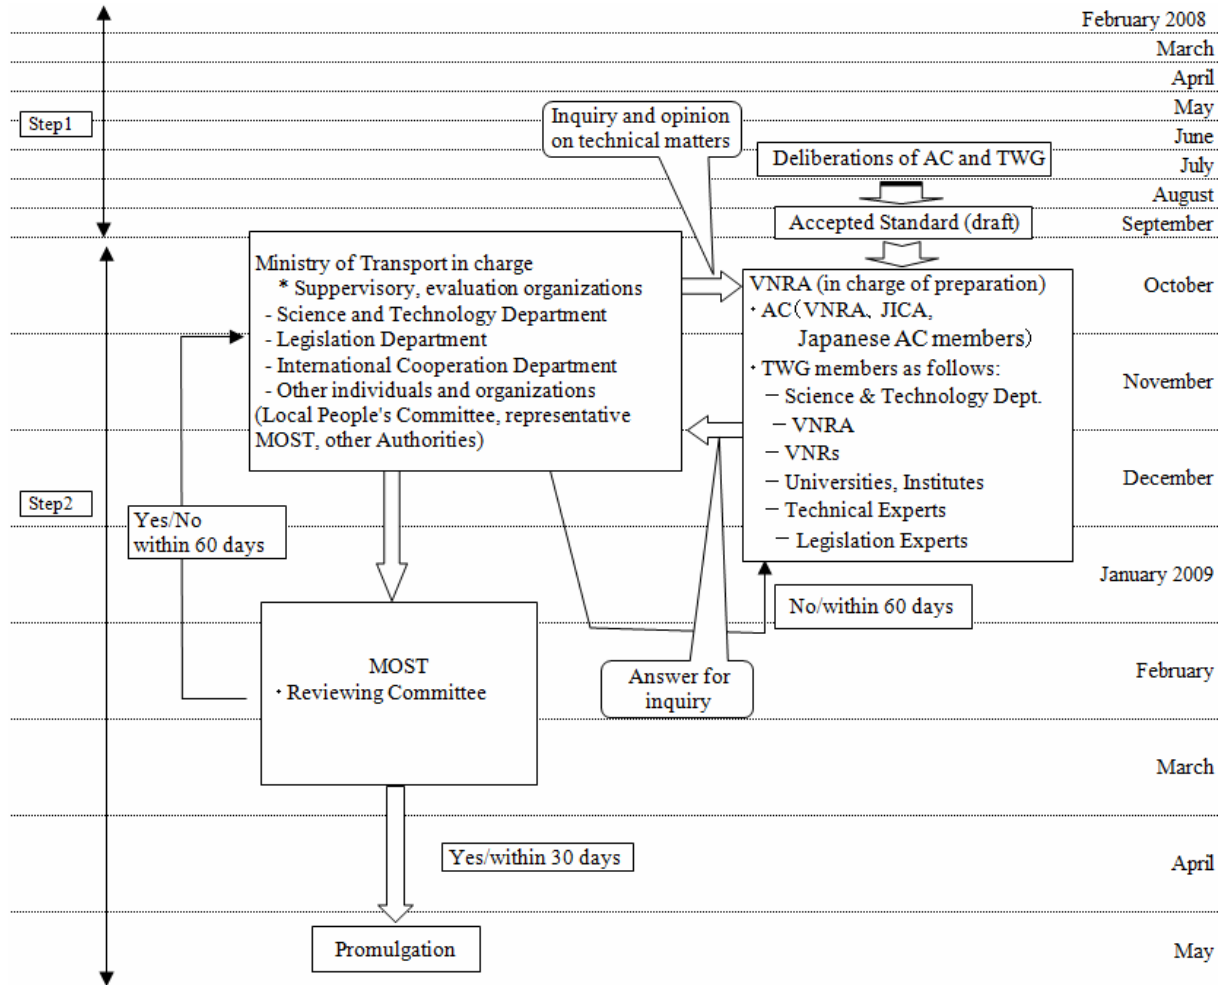 February 2008
March
April
May
June
July
August
September
October
November
December
January 2009
February
March
April
May
Step1
Step2
Inquiry and opinion
on technical matters
Deliberations of AC and TWG
Accepted Standard (draft)
Ministry of Transport in charge
* Suppervisory, evaluation organizations
- Science and Technology Department
- Legislation Department
- International Cooperation Department
- Other individuals and organizations
(Local People's Committee, representative
MOST, other Authorities)
VNRA (in charge of preparation)
・AC(VNRA、JICA,
Japanese AC members)
・TWG members as follows:
– Science & Technology Dept.
– VNRA
– VNRs
– Universities, Institutes
– Technical Experts
– Legislation Experts
Yes/No
within 60 days
No/within 60 days
Answer for
inquiry
MOST
・Reviewing Committee
Yes/within 30 days
Promulgation